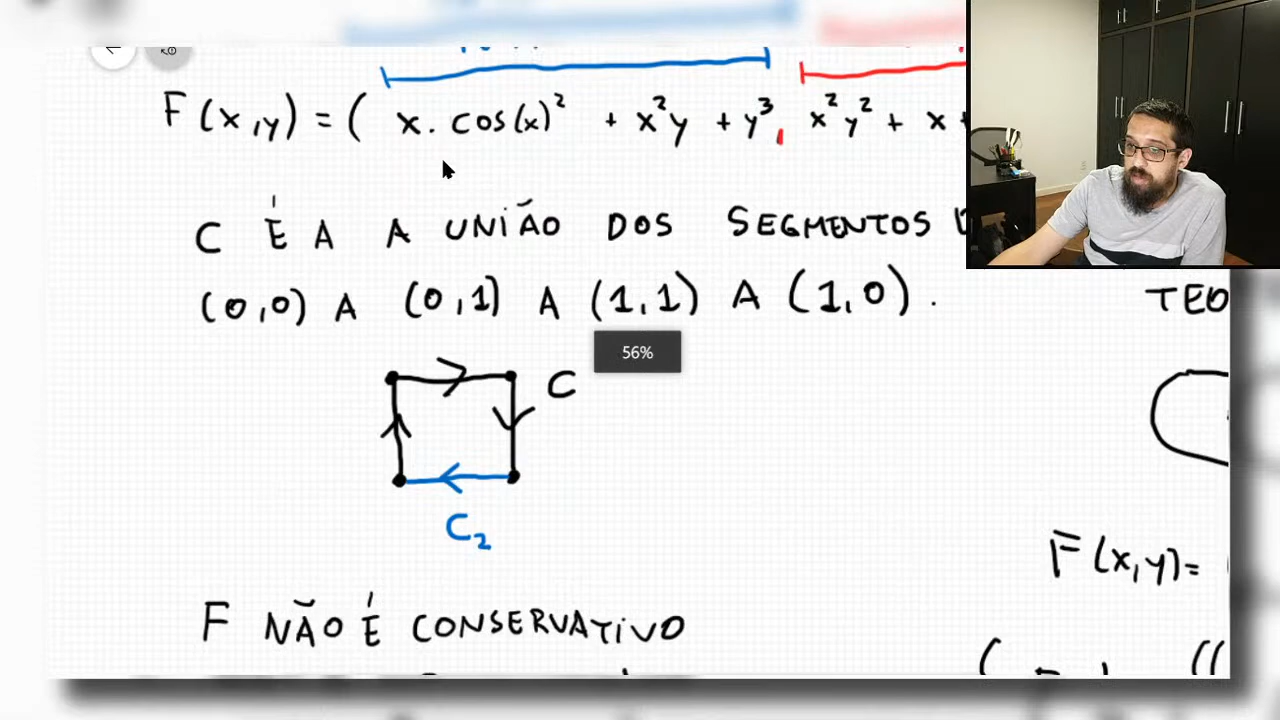 F(x,y) = ( x. cos(x)² + x²y + y³, x²y² + x
C É A A UNIÃO DOS SEGMENTOS D
(0,0) A (0,1) A (1,1) A (1,0).
TEO
56%
C
C₂
F(x,y)=
F NÃO É CONSERVATIVO